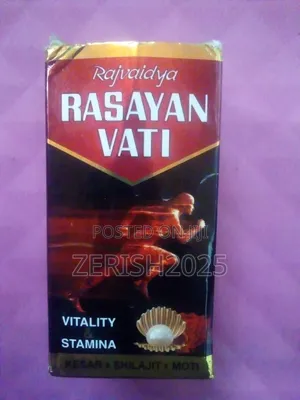 Rajvaidya
RASAYAN
VATI
POSTED ON JIJI
ZERISH2025
VITALITY
STAMINA
KESAR • SHILAJIT • MOTI